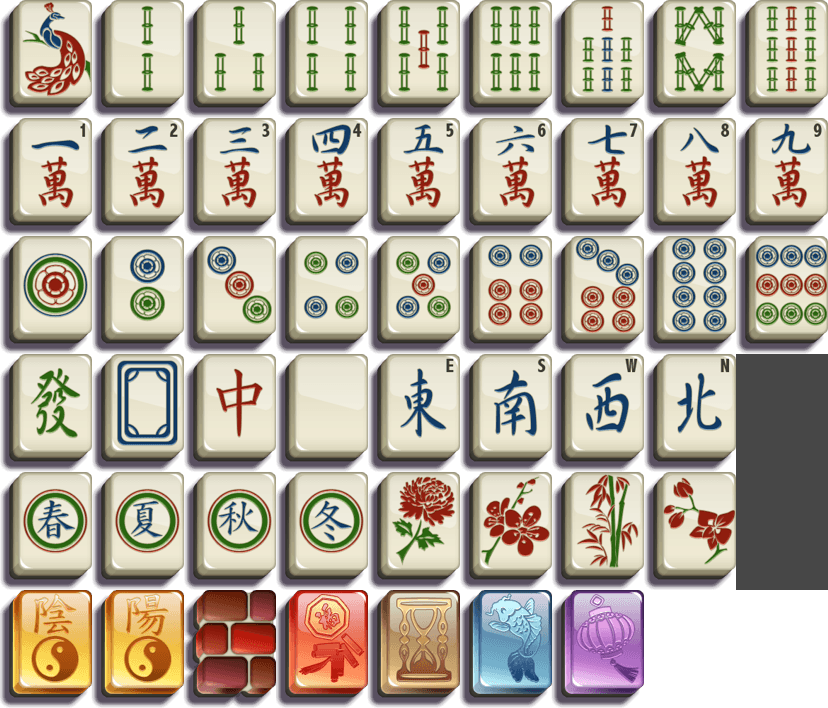 一 1 二 2 三 3 四 4 五 5 六 6 七 7 八 8 九 9
萬 萬 萬 萬 萬 萬 萬 萬 萬
發 中 東 E 南 S 西 W 北 N
春 夏 秋 冬
陰 陽